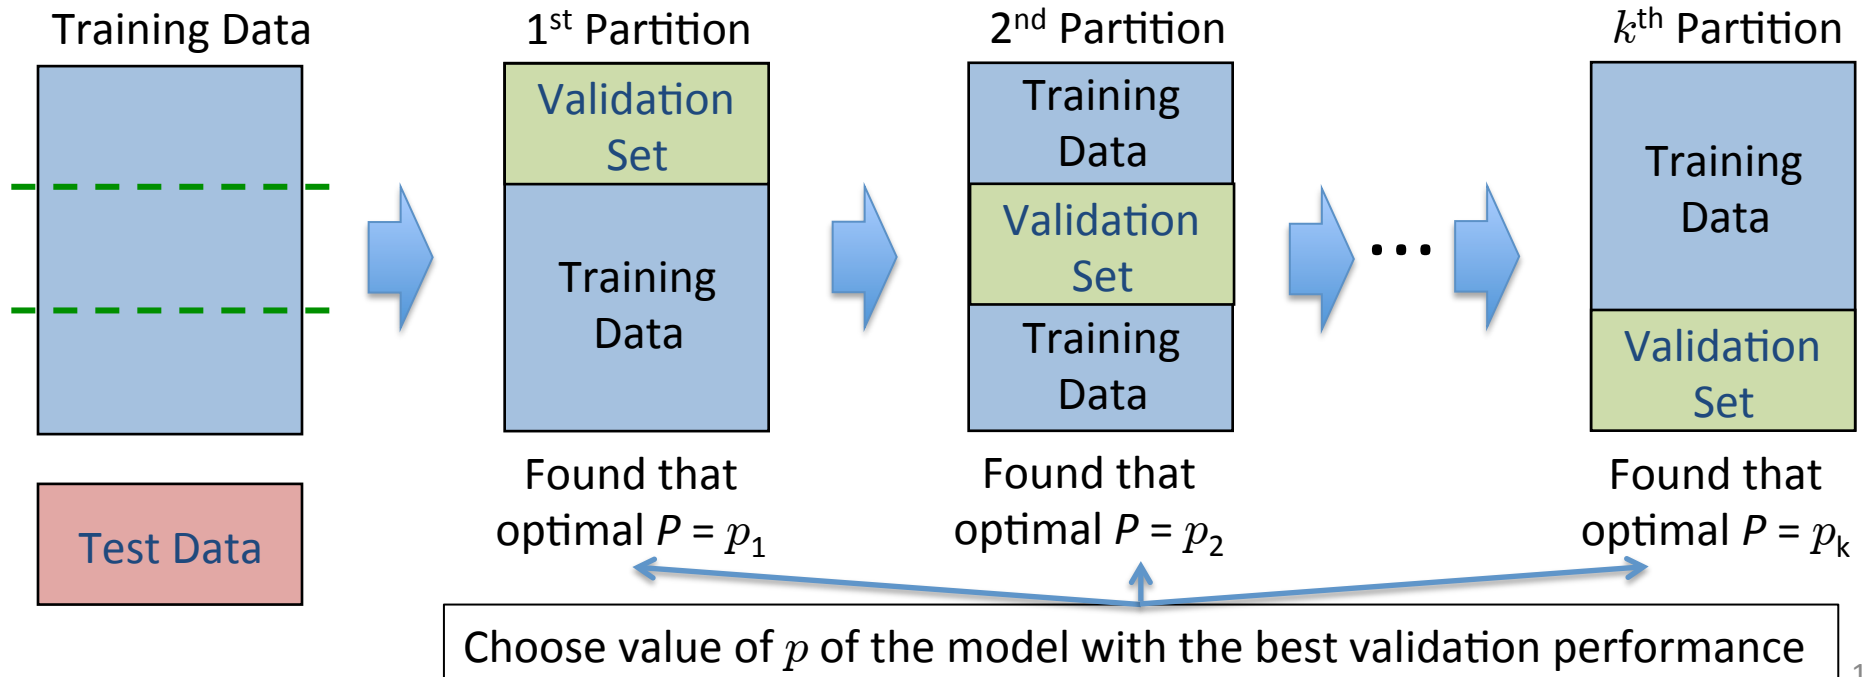 Training Data
Test Data
1st Partition
Validation
Set
Training
Data
Found that
optimal P = p1
2nd Partition
Training
Data
Validation
Set
Training
Data
Found that
optimal P = p2
...
kth Partition
Training
Data
Validation
Set
Found that
optimal P = pk
Choose value of p of the model with the best validation performance
1